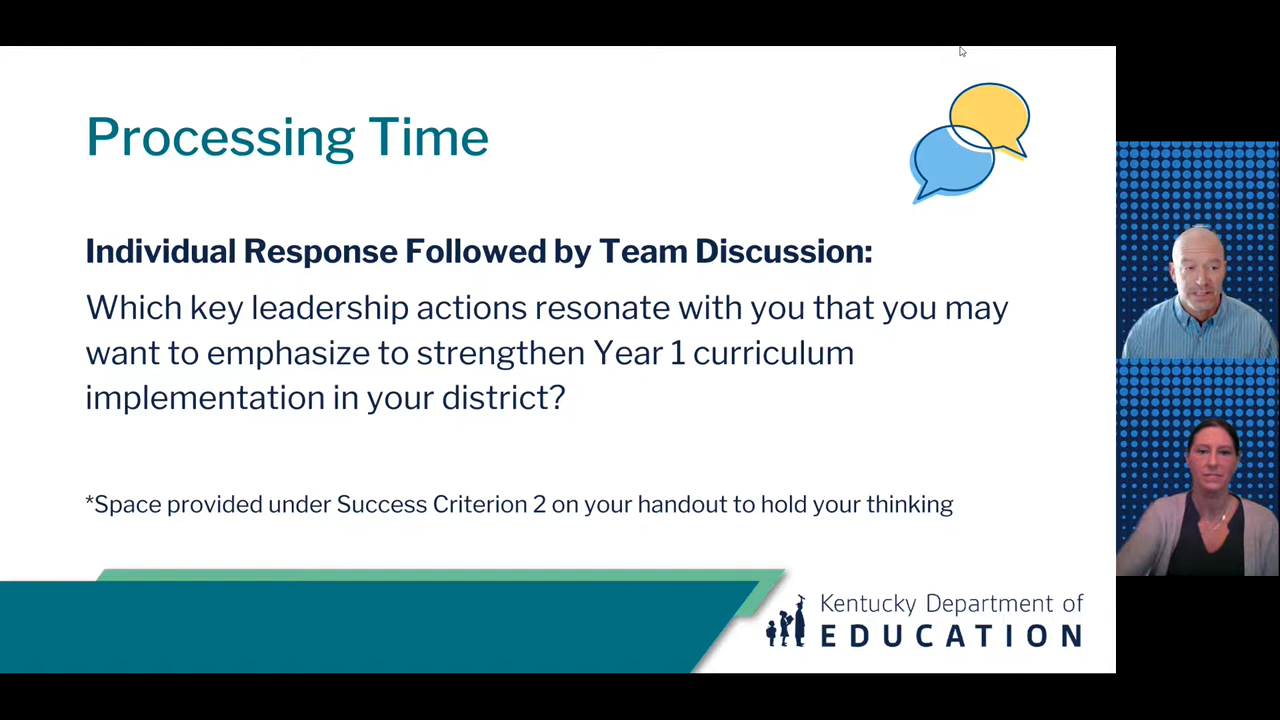 Processing Time
Individual Response Followed by Team Discussion:
Which key leadership actions resonate with you that you may
want to emphasize to strengthen Year 1 curriculum
implementation in your district?
*Space provided under Success Criterion 2 on your handout to hold your thinking
Kentucky Department of
EDUCATION